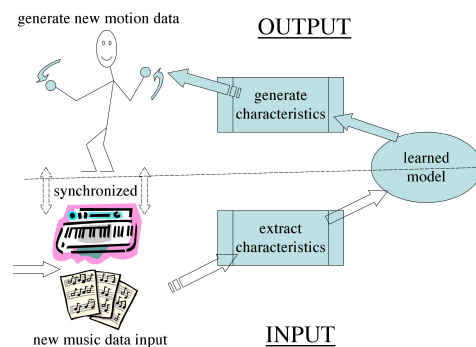 generate new motion data
OUTPUT
generate
characteristics
learned
model
synchronized
extract
characteristics
new music data input
INPUT